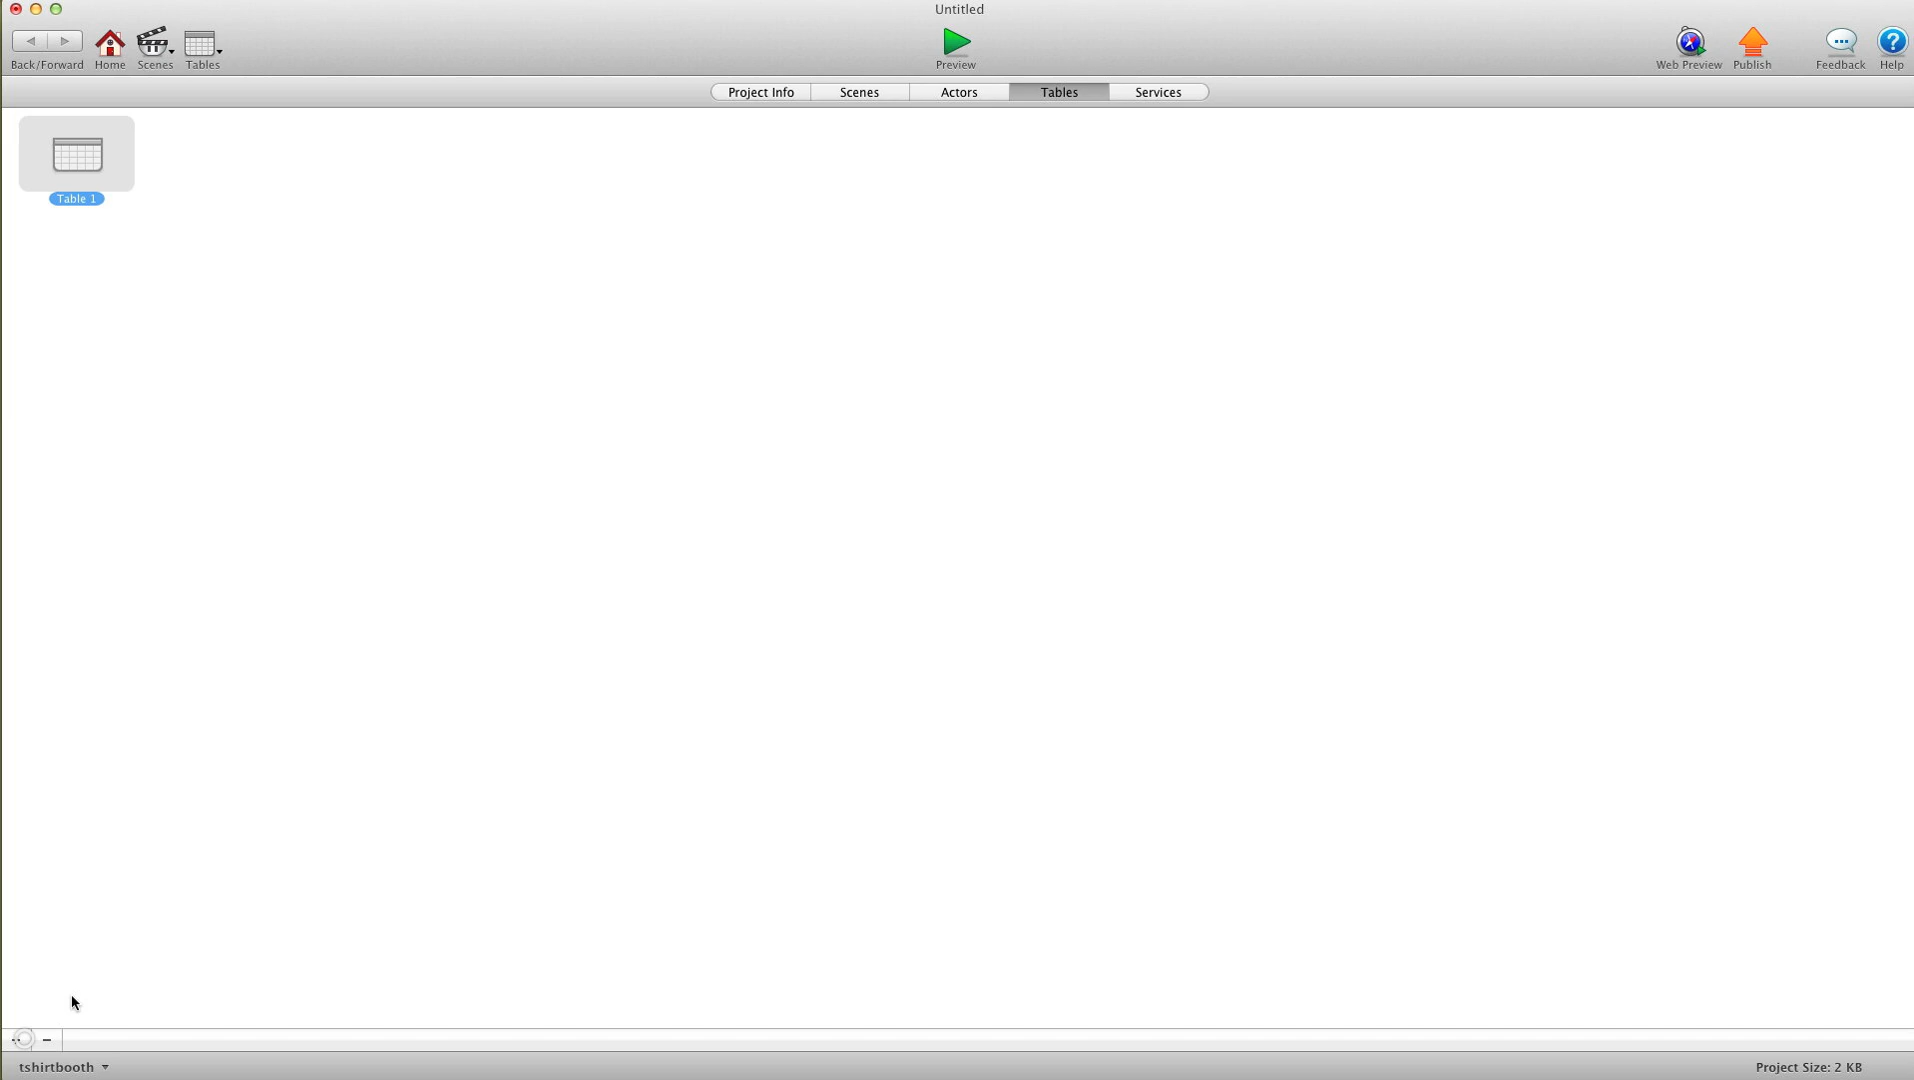 Untitled
Back/Forward Home Scenes Tables Preview Web Preview Publish Feedback Help
Project Info Scenes Actors Tables Services
Table 1
tshirtbooth Project Size: 2 KB